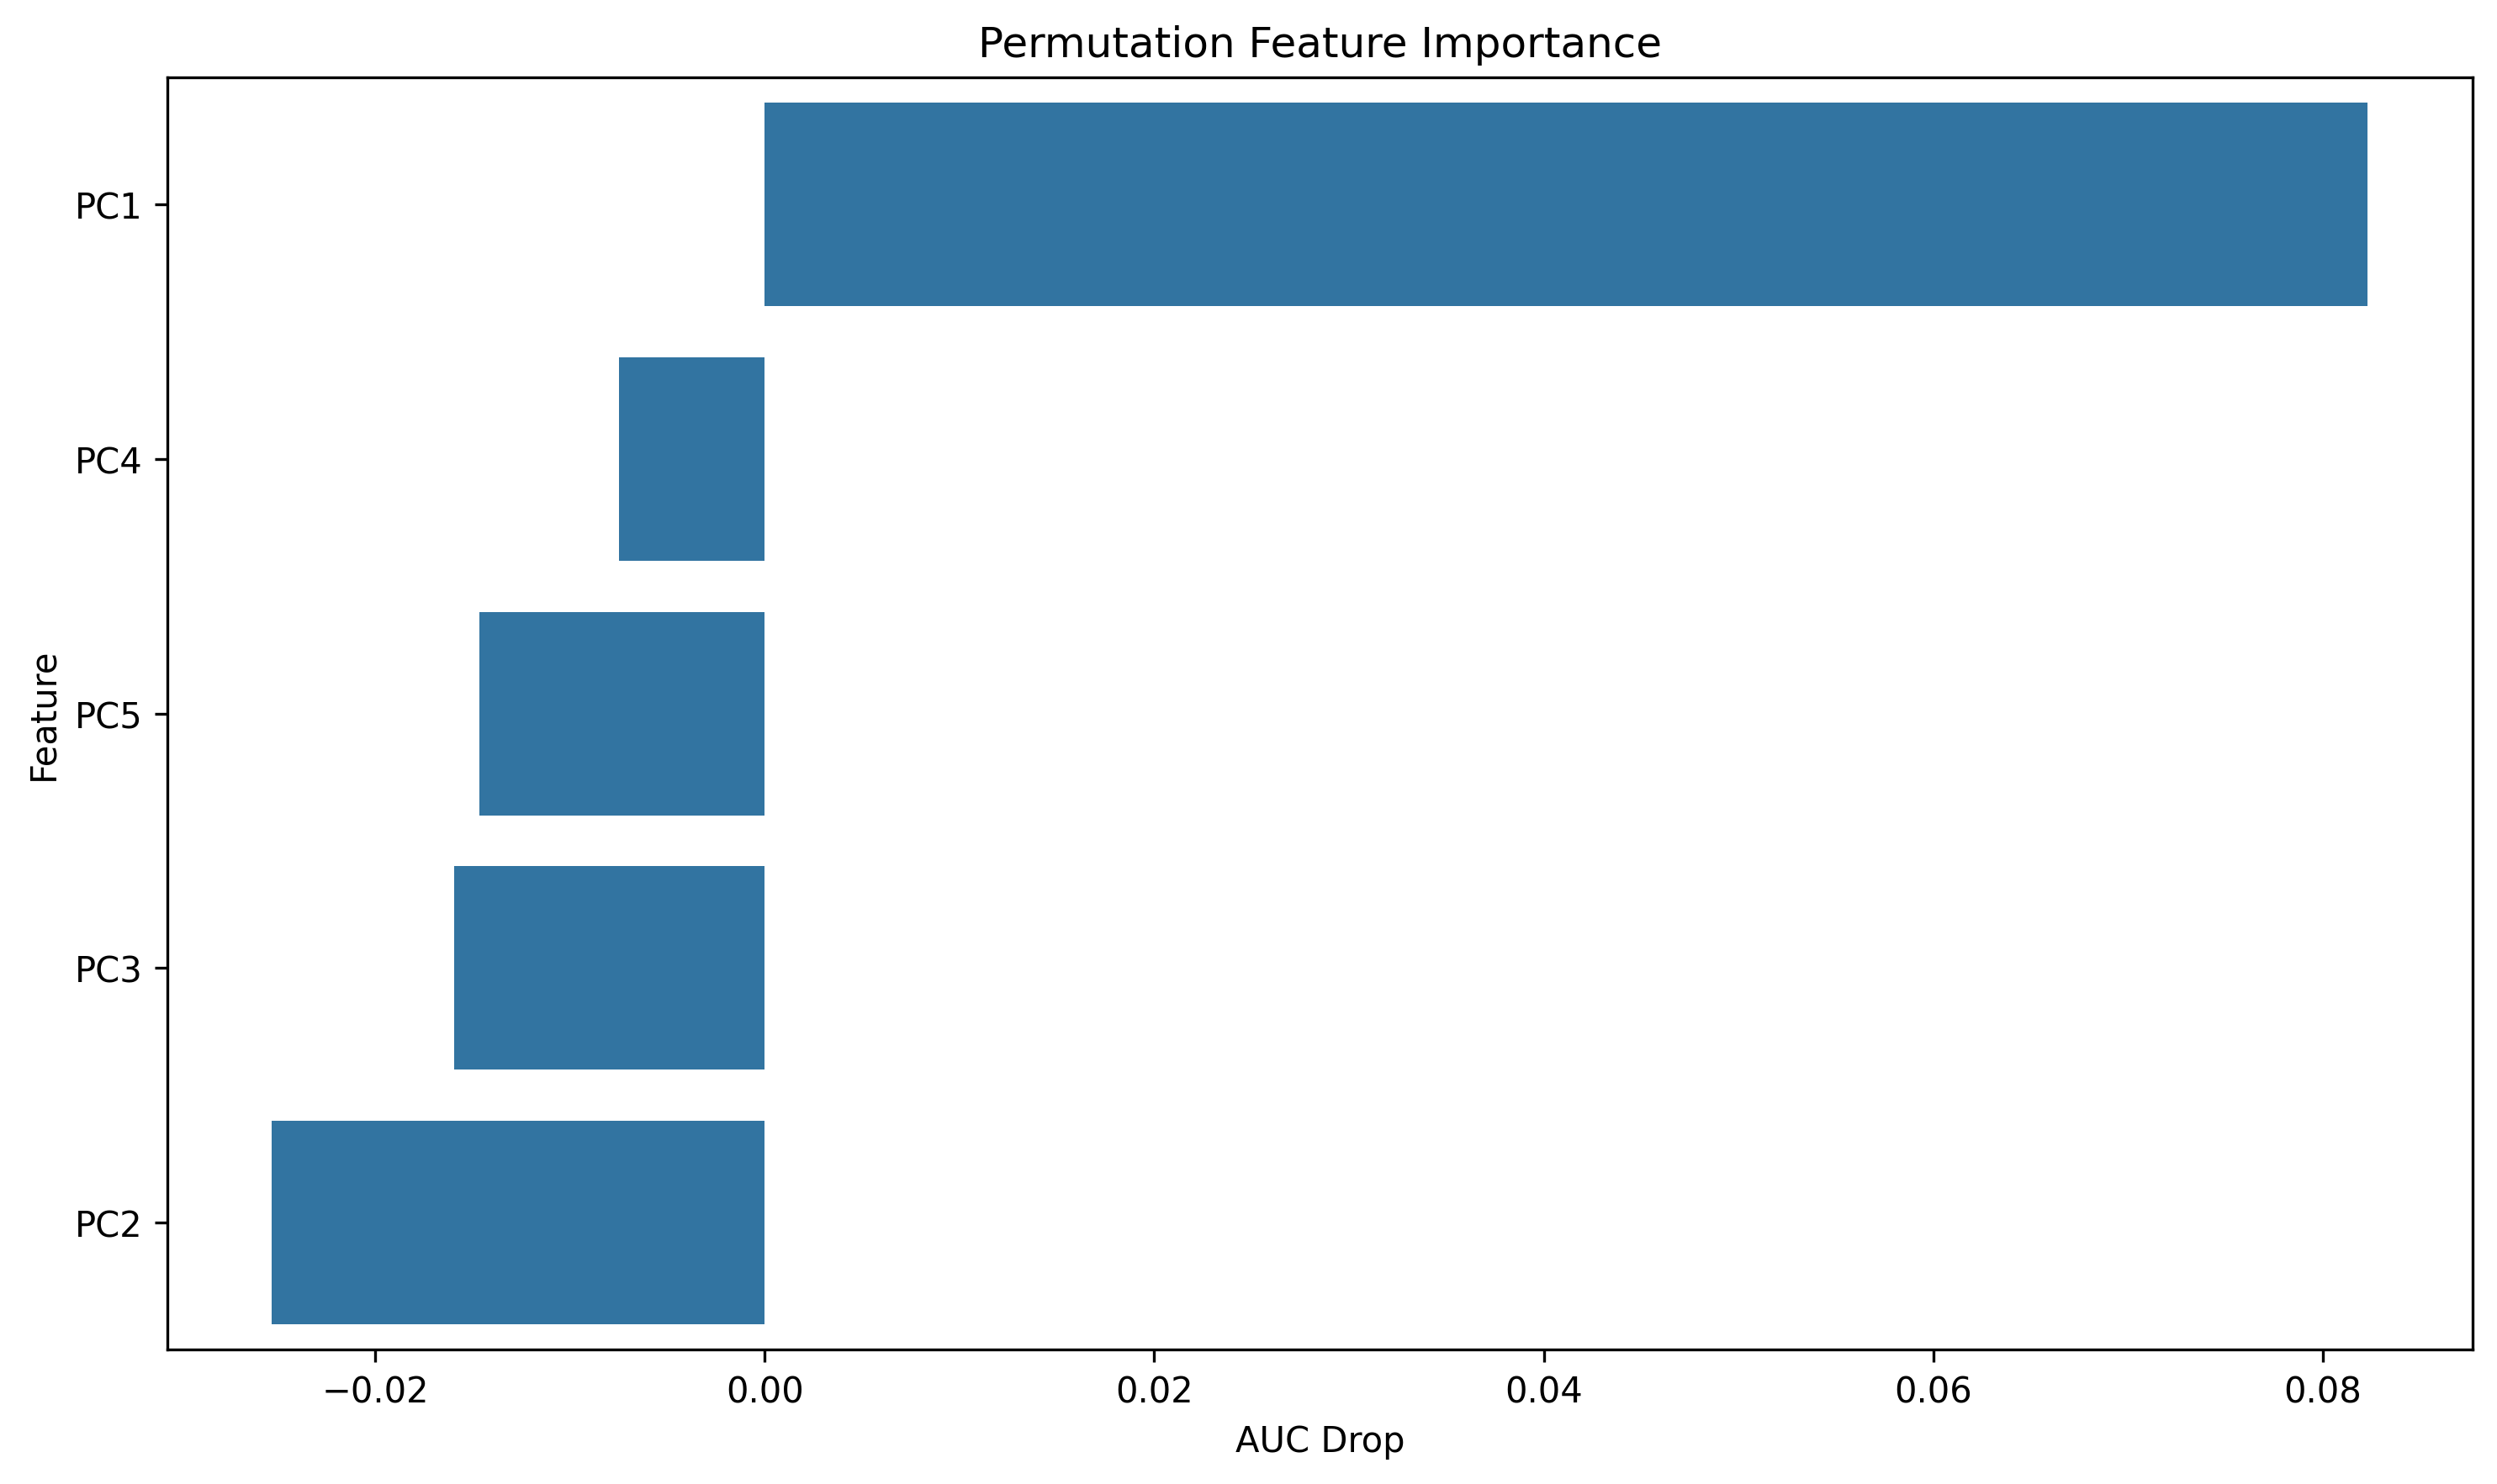 Permutation Feature Importance
PC1
PC4
PC5
PC3
PC2
Feature
−0.02 0.00 0.02 0.04 0.06 0.08
AUC Drop